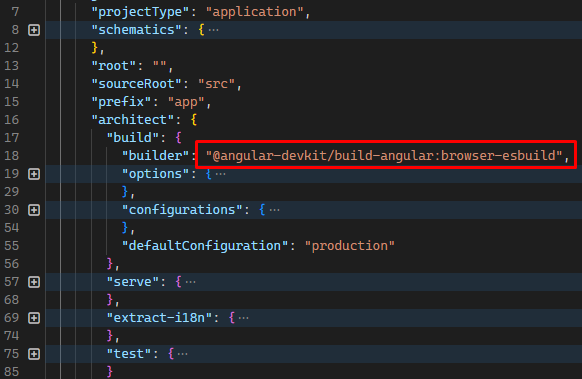 7 "projectType": "application",
8 "schematics": { ···
12 },
13 "root": "",
14 "sourceRoot": "src",
15 "prefix": "app",
16 "architect": {
17 "build": {
18 "builder": "@angular-devkit/build-angular:browser-esbuild",
19 "options": { ···
29 },
30 "configurations": { ···
54 },
55 "defaultConfiguration": "production"
56 },
57 "serve": { ···
68 },
69 "extract-i18n": { ···
74 },
75 "test": { ···
85 }